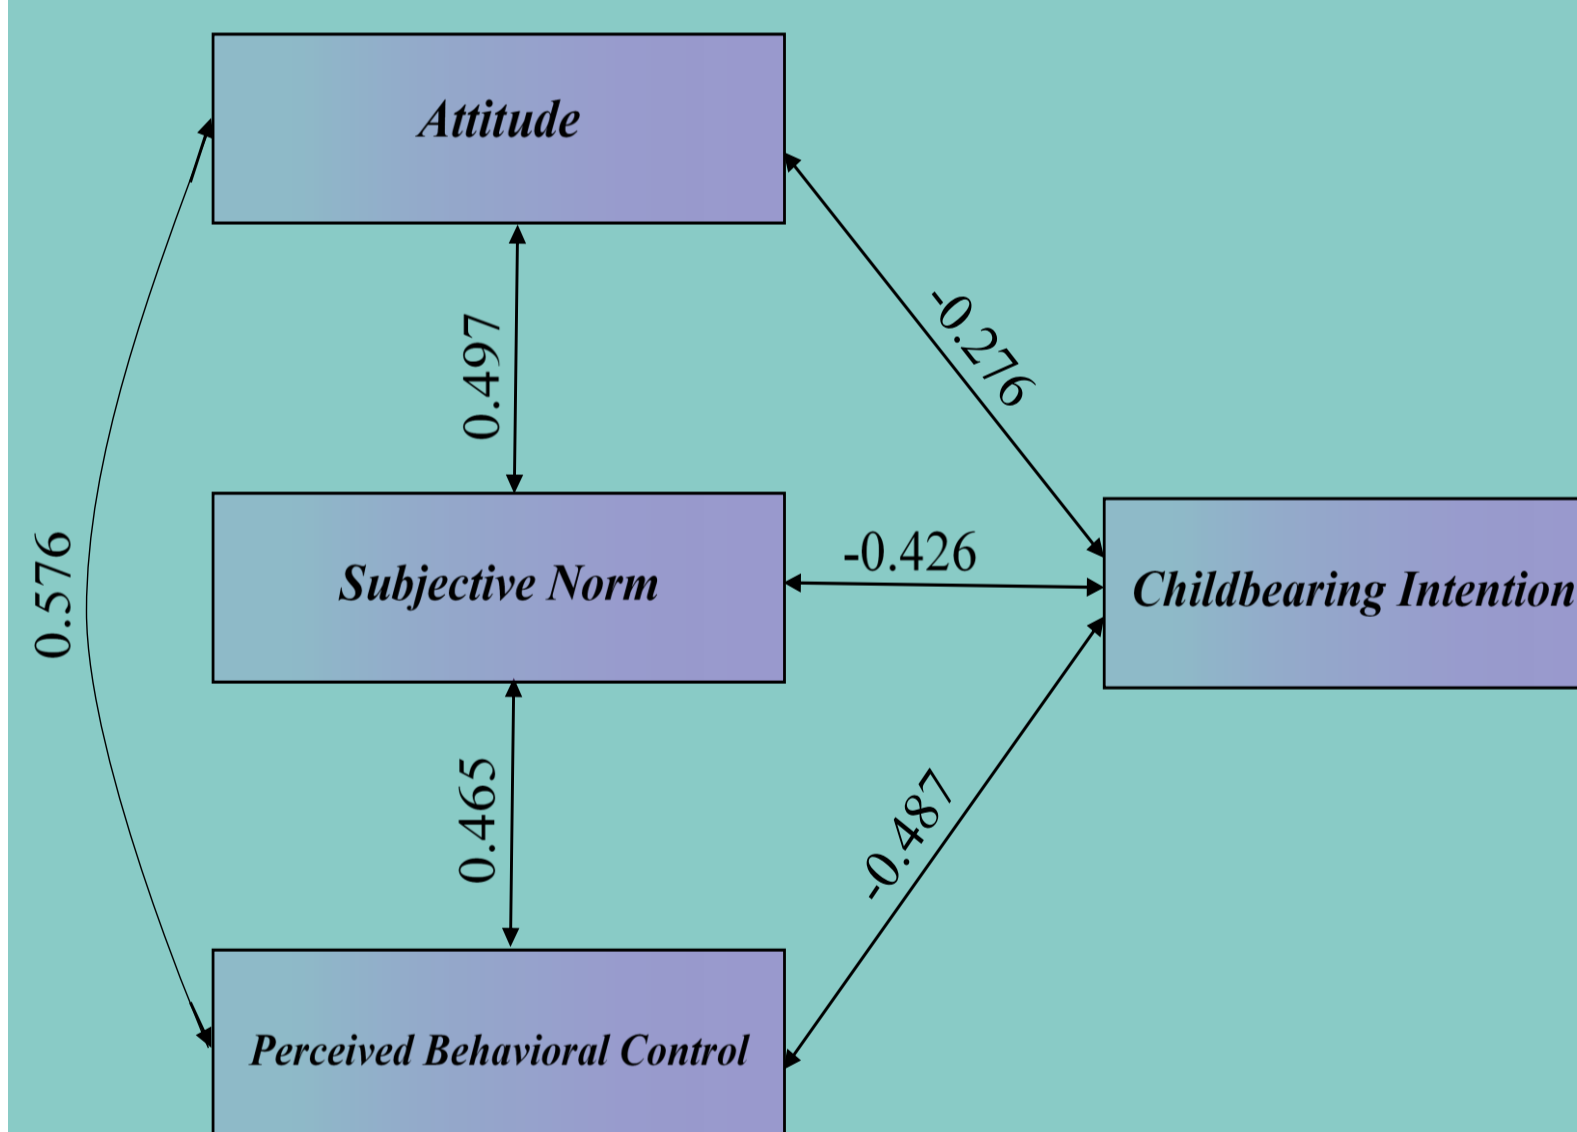 Attitude
-0.276
0.497
0.576
Subjective Norm
-0.426
Childbearing Intention
0.465
-0.487
Perceived Behavioral Control